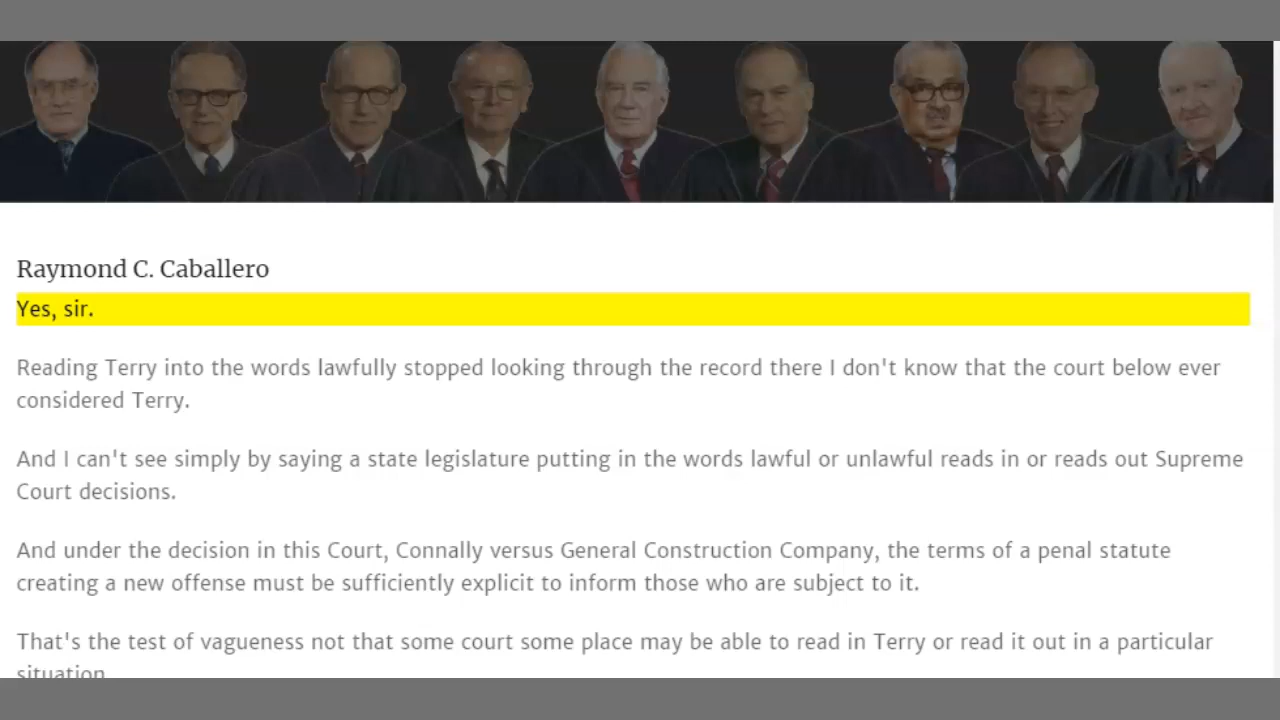 Raymond C. Caballero
Yes, sir.
Reading Terry into the words lawfully stopped looking through the record there I don't know that the court below ever
considered Terry.
And I can't see simply by saying a state legislature putting in the words lawful or unlawful reads in or reads out Supreme
Court decisions.
And under the decision in this Court, Connally versus General Construction Company, the terms of a penal statute
creating a new offense must be sufficiently explicit to inform those who are subject to it.
That's the test of vagueness not that some court some place may be able to read in Terry or read it out in a particular
situation.